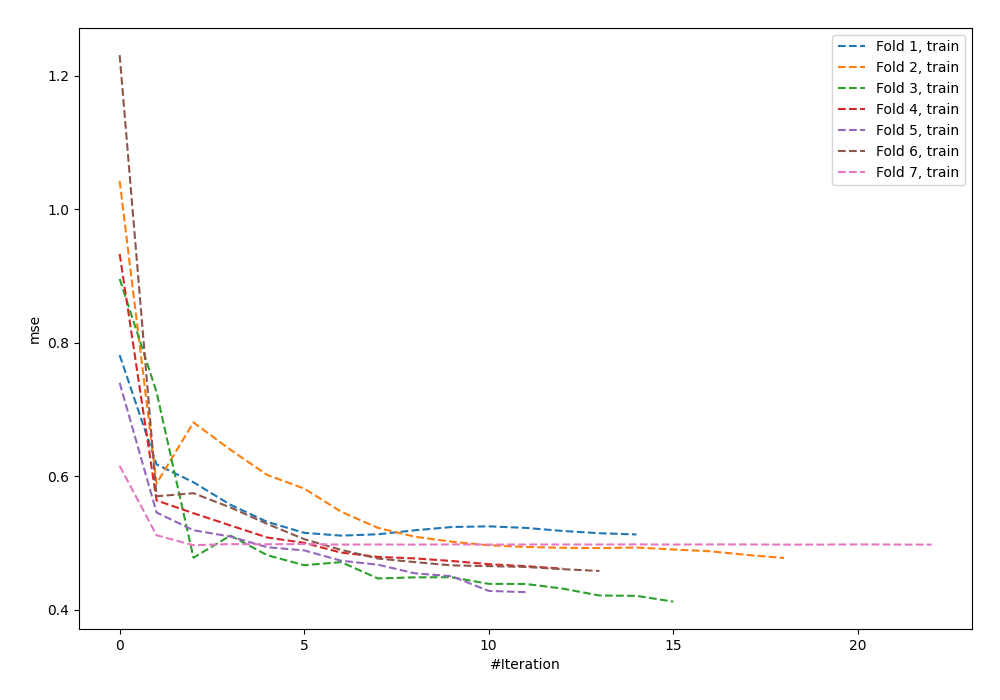 Fold 1, train
Fold 2, train
Fold 3, train
Fold 4, train
Fold 5, train
Fold 6, train
Fold 7, train
1.2
1.0
0.8
0.6
0.4
mse
0 5 10 15 20
#Iteration